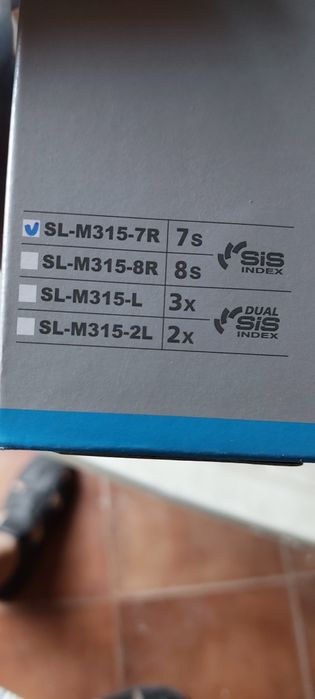 SL-M315-7R 7s
SiS
INDEX
SL-M315-8R 8s
SL-M315-L 3x
DUAL
SiS
INDEX
SL-M315-2L 2x